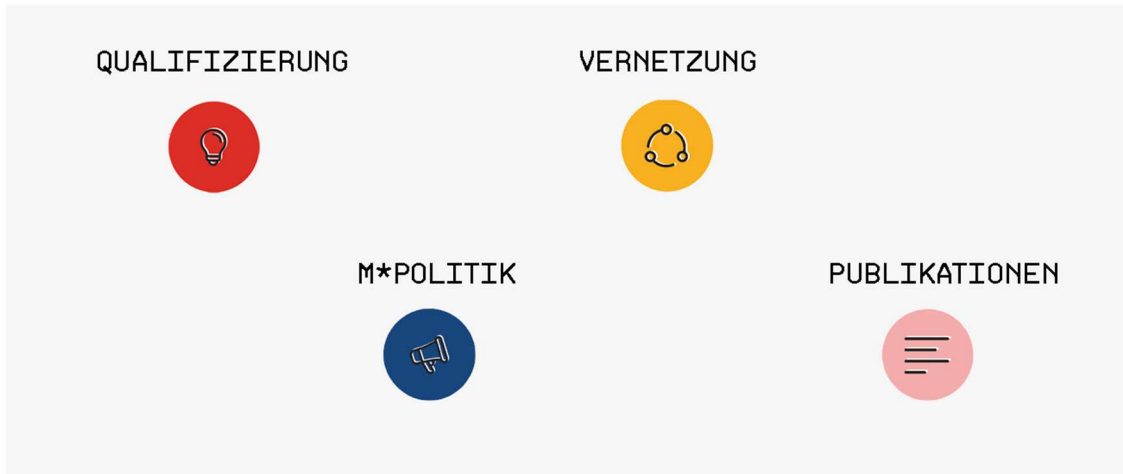 QUALIFIZIERUNG
VERNETZUNG
M*POLITIK
PUBLIKATIONEN